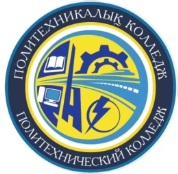 ПОЛИТЕХНИКАЛЫҚ КОЛЛЕДЖ
ПОЛИТЕХНИЧЕСКИЙ КОЛЛЕДЖ